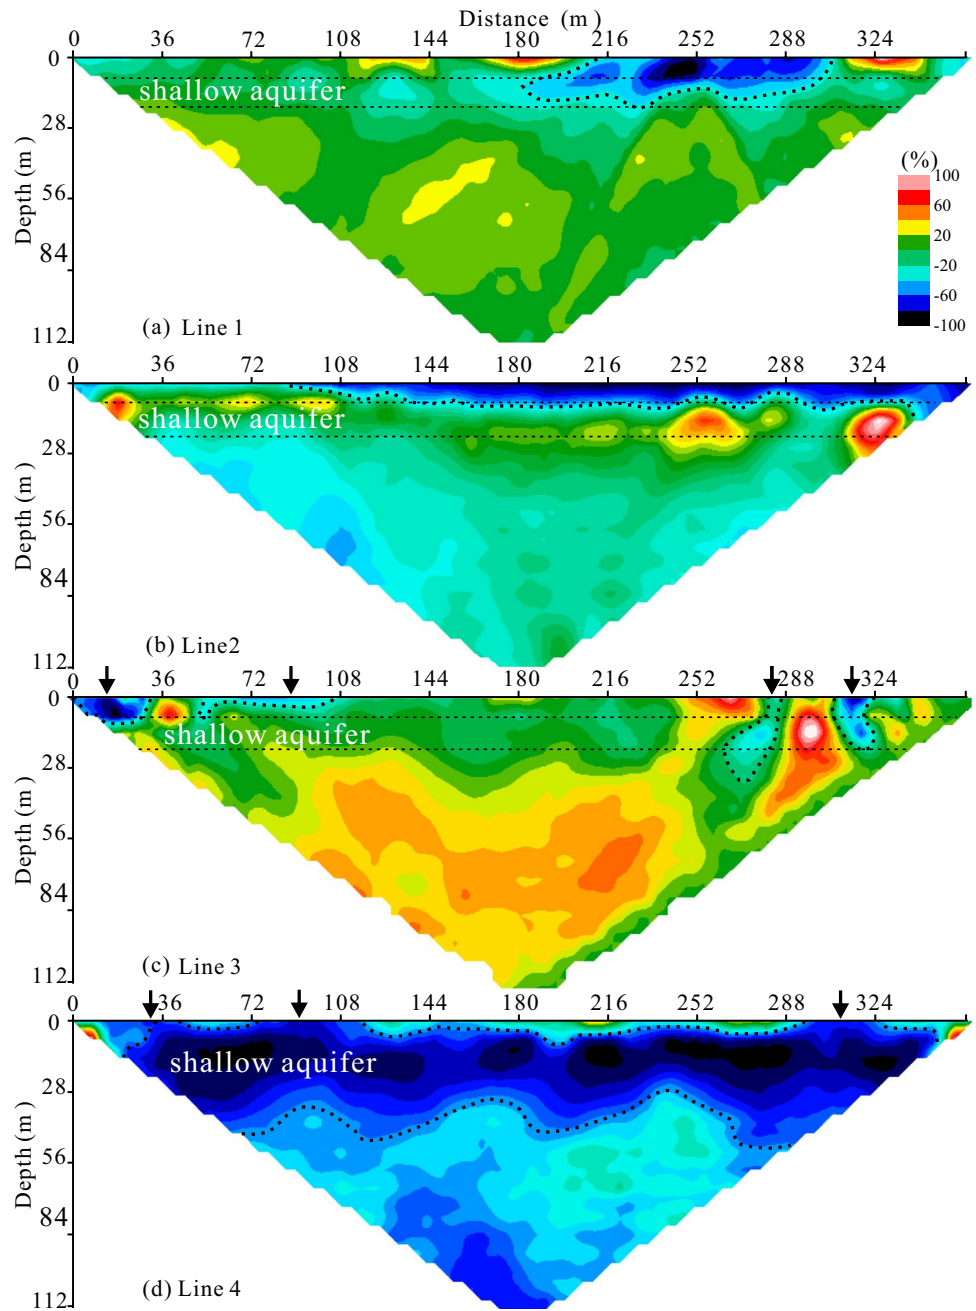 Distance (m)
0 36 72 108 144 180 216 252 288 324
0
shallow aquifer
28
56
84
112
Depth (m)
(%)
100
60
20
-20
-60
-100
(a) Line 1
0 36 72 108 144 180 216 252 288 324
0
shallow aquifer
28
56
84
112
Depth (m)
(b) Line2
0 36 72 108 144 180 216 252 288 324
0
shallow aquifer
28
56
84
112
Depth (m)
(c) Line 3
0 36 72 108 144 180 216 252 288 324
0
shallow aquifer
28
56
84
112
Depth (m)
(d) Line 4